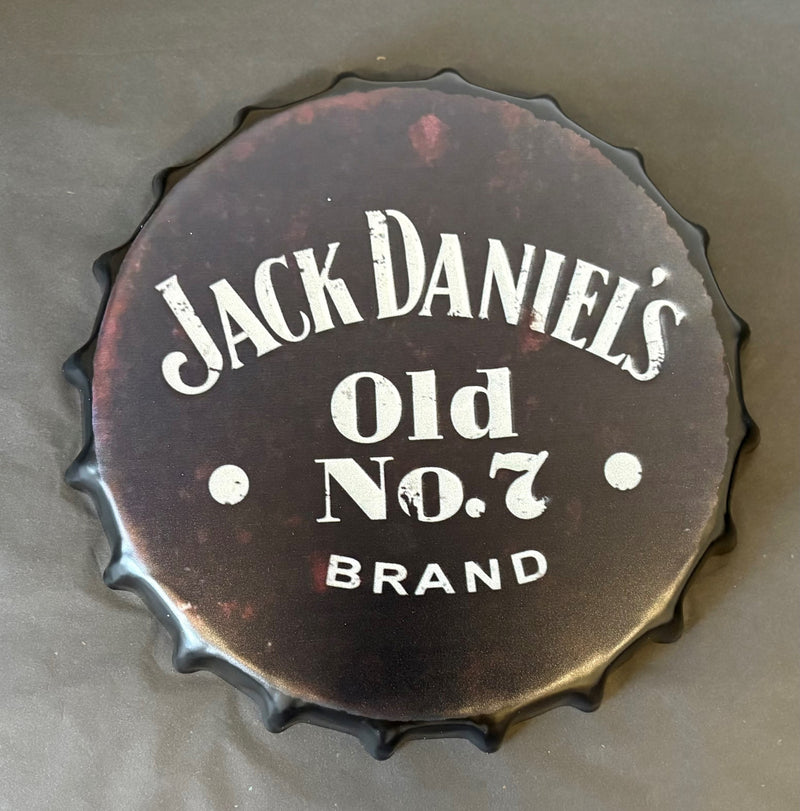 JACK DANIEL'S
Old
No.7
BRAND